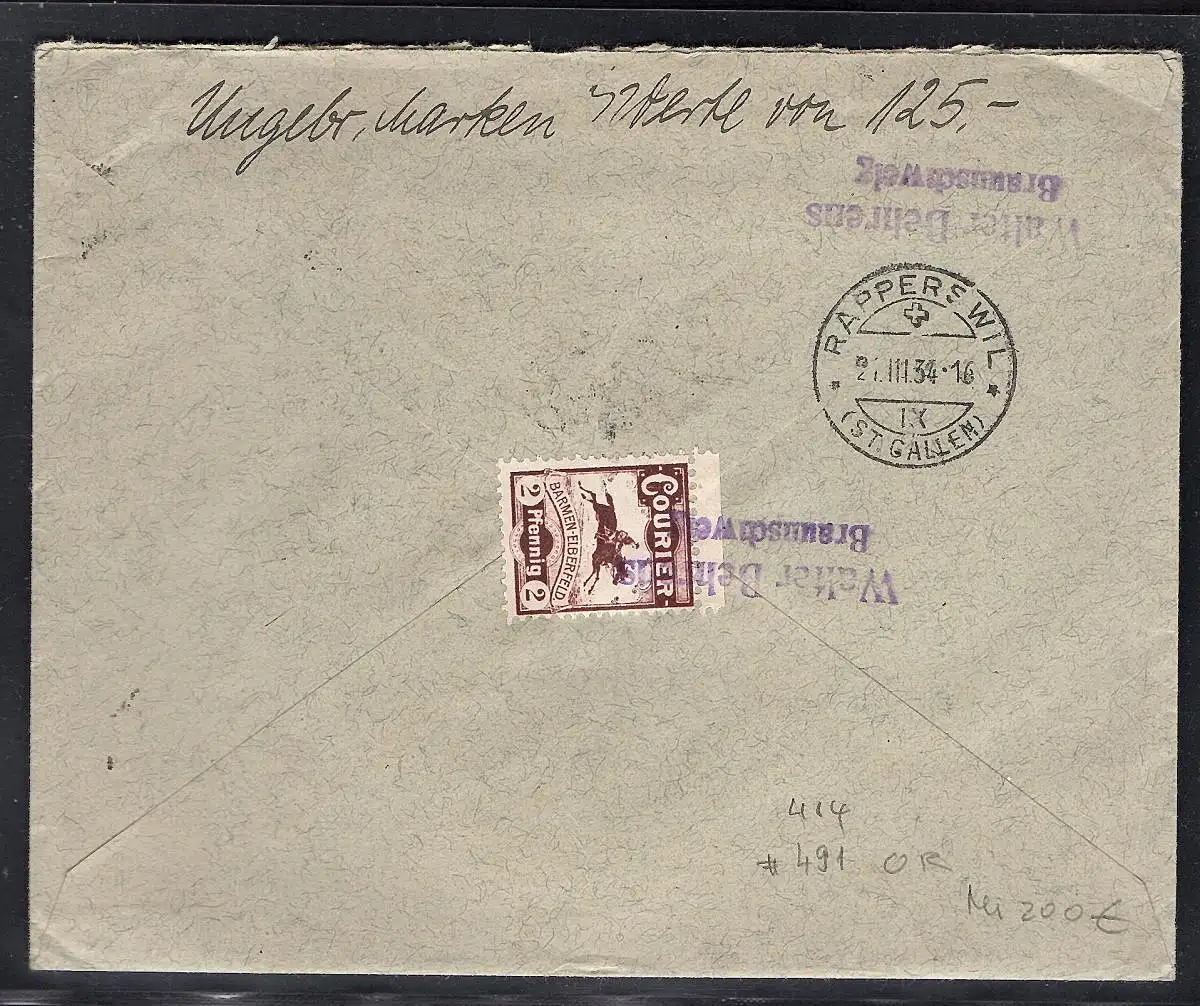 Ungebr. Marken i/Werte von 125.-
Walter Behrens
Braunschweig
RAPPERSWIL
21.III.34·16
IX
(ST. GALLEN)
COURIER
BARMEN-ELBERFELD.
2 Pfennig 2
Walter Behrens
Braunschweig
414
# 491 OR
Mi 200 €